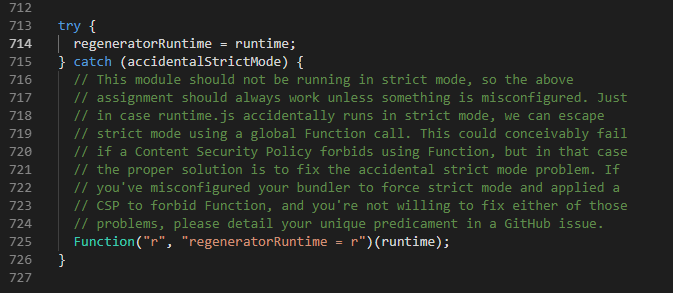 712
713 try {
714 regeneratorRuntime = runtime;
715 } catch (accidentalStrictMode) {
716 // This module should not be running in strict mode, so the above
717 // assignment should always work unless something is misconfigured. Just
718 // in case runtime.js accidentally runs in strict mode, we can escape
719 // strict mode using a global Function call. This could conceivably fail
720 // if a Content Security Policy forbids using Function, but in that case
721 // the proper solution is to fix the accidental strict mode problem. If
722 // you've misconfigured your bundler to force strict mode and applied a
723 // CSP to forbid Function, and you're not willing to fix either of those
724 // problems, please detail your unique predicament in a GitHub issue.
725 Function("r", "regeneratorRuntime = r")(runtime);
726 }
727